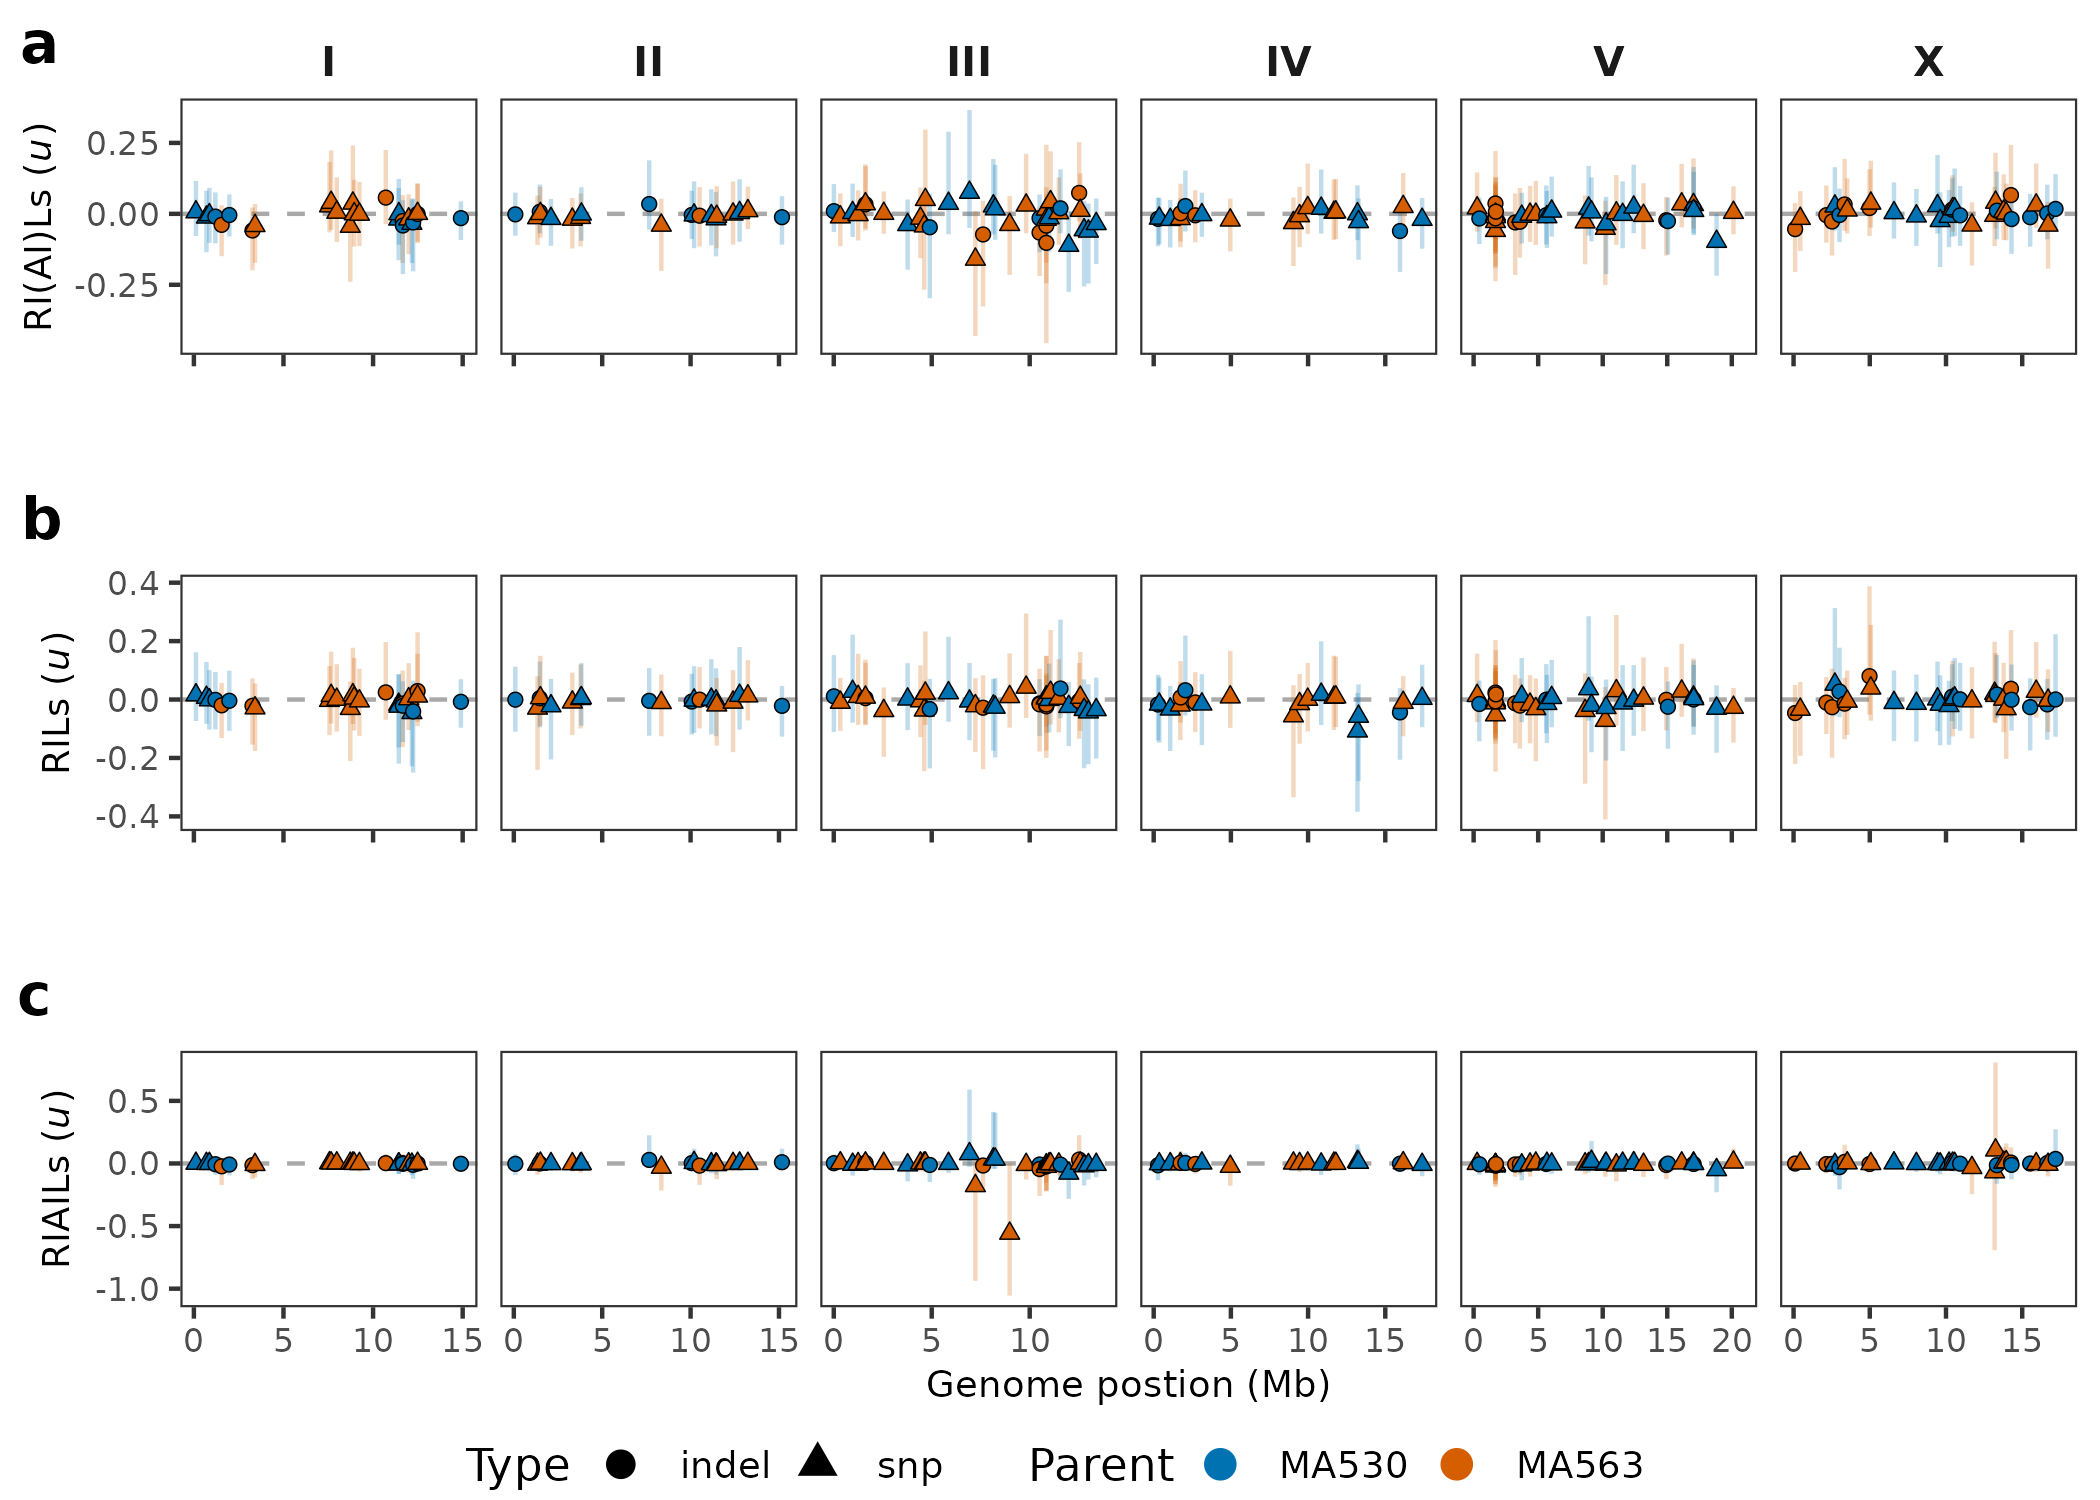 a
I II III IV V X
RI(AI)Ls (u)
0.25
0.00
-0.25
b
RILs (u)
0.4
0.2
0.0
-0.2
-0.4
c
RIAILs (u)
0.5
0.0
-0.5
-1.0
0 5 10 15 0 5 10 15 0 5 10 0 5 10 15 0 5 10 15 20 0 5 10 15
Genome postion (Mb)
Type indel snp Parent MA530 MA563